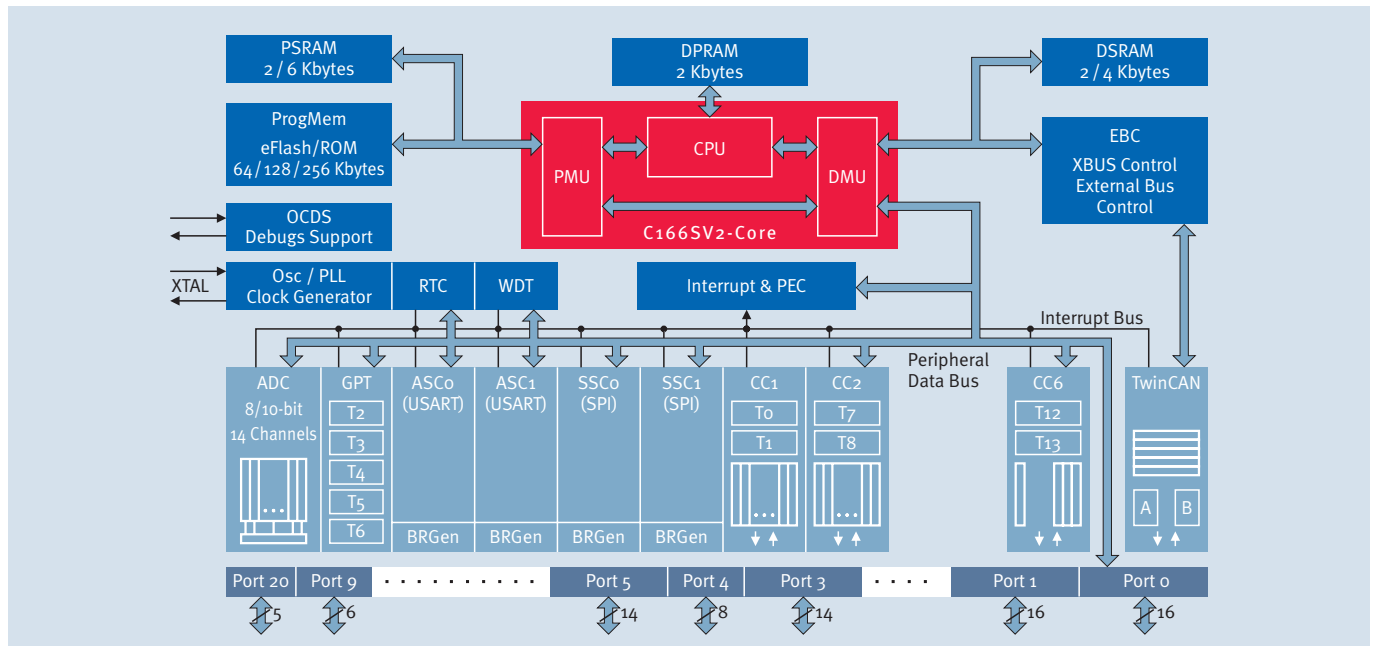 PSRAM
2 / 6 Kbytes
DPRAM
2 Kbytes
DSRAM
2 / 4 Kbytes
ProgMem
eFlash/ROM
64 / 128 / 256 Kbytes
PMU
CPU
DMU
C166SV2-Core
EBC
XBUS Control
External Bus
Control
OCDS
Debugs Support
XTAL
Osc / PLL
Clock Generator
RTC
WDT
Interrupt & PEC
Interrupt Bus
Peripheral
Data Bus
ADC
8/10-bit
14 Channels
GPT
T2
T3
T4
T5
T6
ASC0
(USART)
BRGen
ASC1
(USART)
BRGen
SSC0
(SPI)
BRGen
SSC1
(SPI)
BRGen
CC1
T0
T1
CC2
T7
T8
CC6
T12
T13
TwinCAN
A
B
Port 20
Port 9
Port 5
Port 4
Port 3
Port 1
Port 0
5
6
14
8
14
16
16